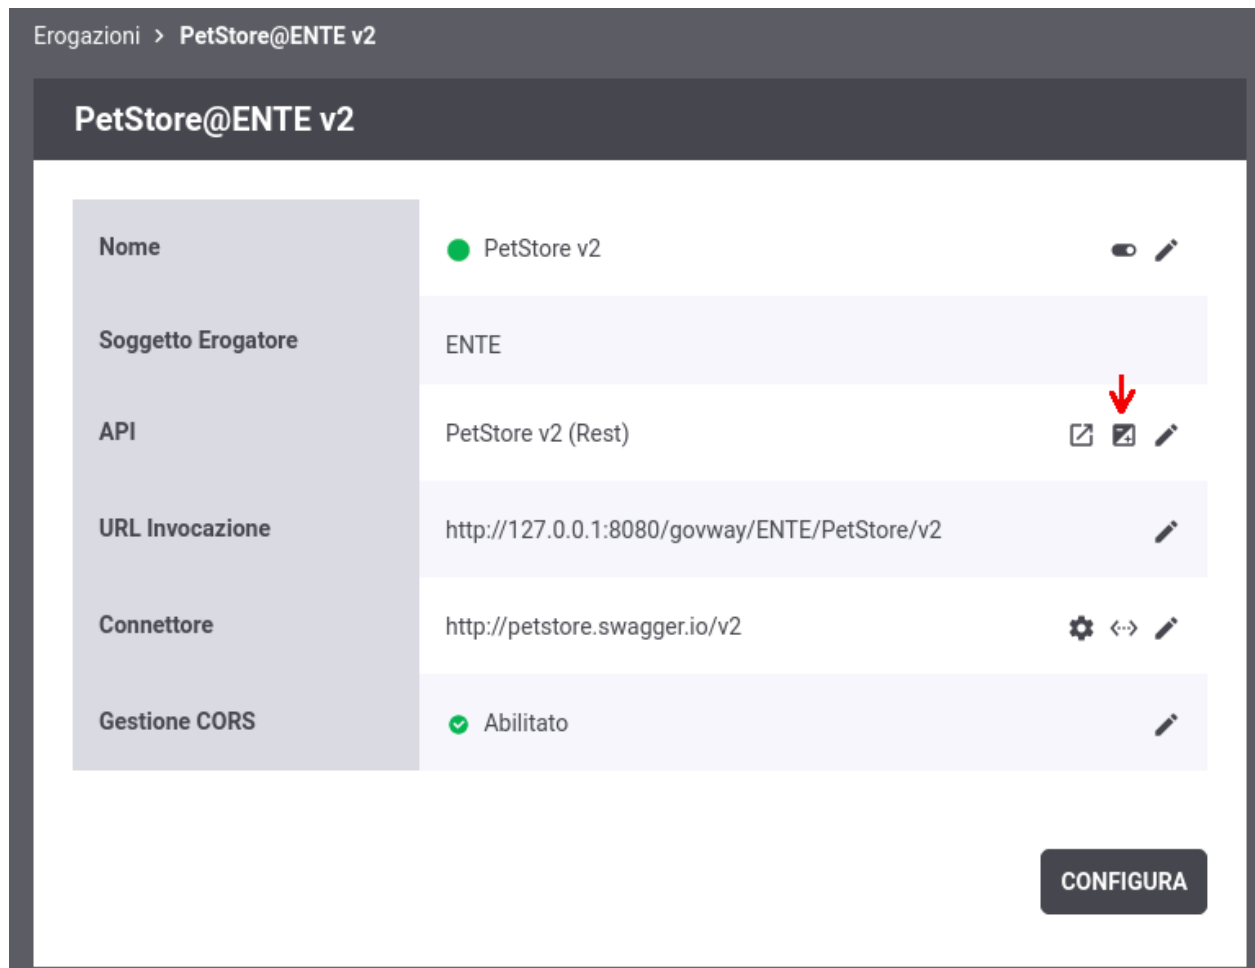 Erogazioni > PetStore@ENTE v2
PetStore@ENTE v2
Nome PetStore v2
Soggetto Erogatore ENTE
API PetStore v2 (Rest)
URL Invocazione http://127.0.0.1:8080/govway/ENTE/PetStore/v2
Connettore http://petstore.swagger.io/v2
Gestione CORS Abilitato
CONFIGURA